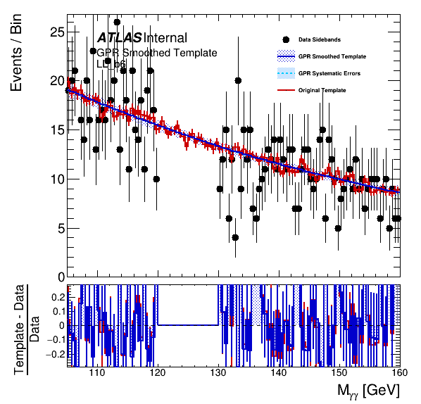 Events / Bin
ATLAS Internal
GPR Smoothed Template
Data Sidebands
GPR Smoothed Template
GPR Systematic Errors
Original Template
25
20
15
10
5
0
Template - Data
Data
0.2
0.1
0
−0.1
−0.2
110 120 130 140 150 160
Mγγ [GeV]